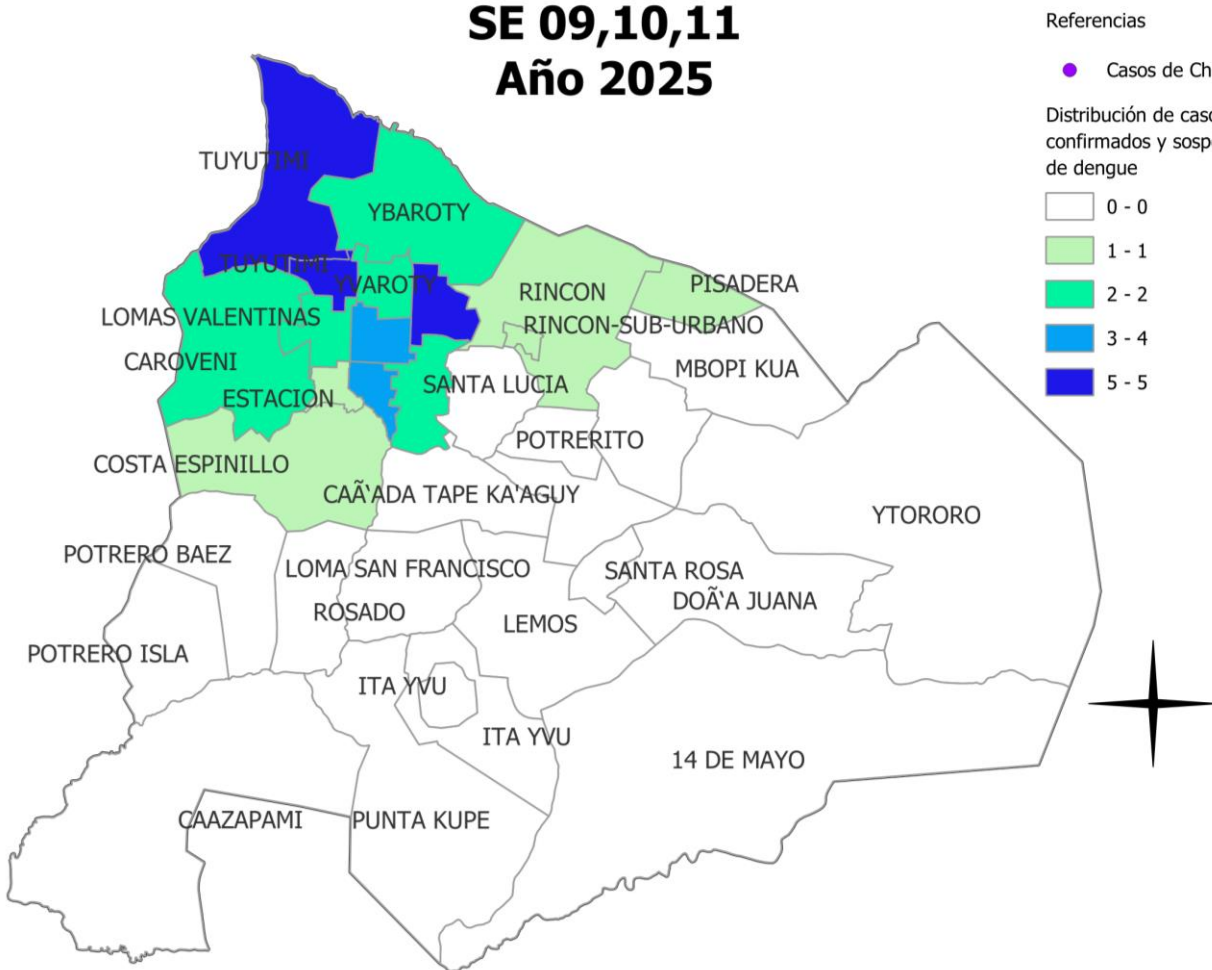 SE 09,10,11
Año 2025
Referencias
Casos de Ch
Distribución de caso
confirmados y sosp
de dengue
0 - 0
1 - 1
2 - 2
3 - 4
5 - 5
TUYUTIMI
YBAROTY
TUYUTIMI
YVAROTY
RINCON
PISADERA
LOMAS VALENTINAS
RINCON-SUB-URBANO
CAROVENI
MBOPI KUA
ESTACION
SANTA LUCIA
POTRERITO
COSTA ESPINILLO
CAÃ‘ADA TAPE KA'AGUY
YTORORO
POTRERO BAEZ
LOMA SAN FRANCISCO
SANTA ROSA
ROSADO
DOÃ‘A JUANA
LEMOS
POTRERO ISLA
ITA YVU
ITA YVU
14 DE MAYO
CAAZAPAMI
PUNTA KUPE